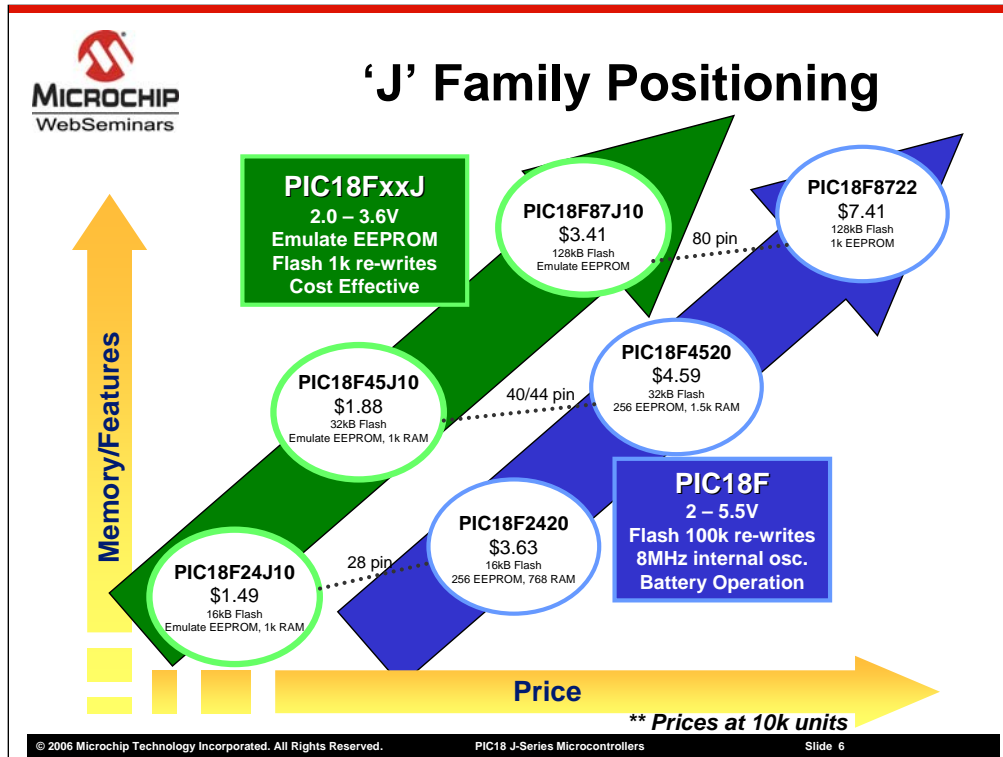 MICROCHIP
WebSeminars
‘J’ Family Positioning
PIC18FxxJ
2.0 – 3.6V
Emulate EEPROM
Flash 1k re-writes
Cost Effective
PIC18F87J10
$3.41
128kB Flash
Emulate EEPROM
80 pin
PIC18F8722
$7.41
128kB Flash
1k EEPROM
PIC18F45J10
$1.88
32kB Flash
Emulate EEPROM, 1k RAM
40/44 pin
PIC18F4520
$4.59
32kB Flash
256 EEPROM, 1.5k RAM
PIC18F24J10
$1.49
16kB Flash
Emulate EEPROM, 1k RAM
28 pin
PIC18F2420
$3.63
16kB Flash
256 EEPROM, 768 RAM
PIC18F
2 – 5.5V
Flash 100k re-writes
8MHz internal osc.
Battery Operation
Memory/Features
Price
** Prices at 10k units
© 2006 Microchip Technology Incorporated. All Rights Reserved.
PIC18 J-Series Microcontrollers
Slide 6